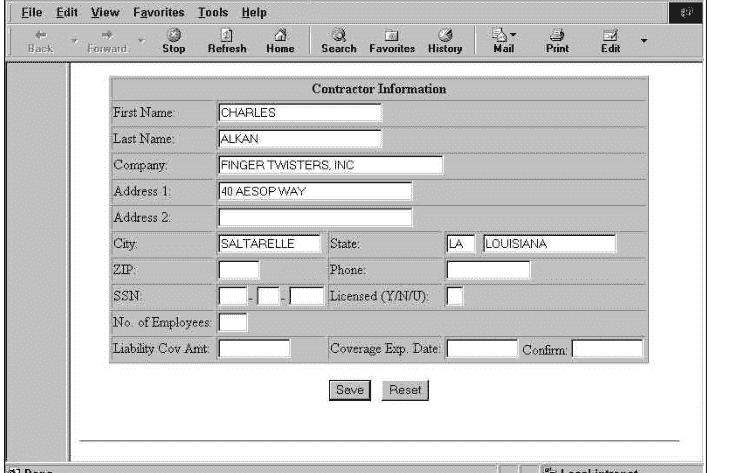 File Edit View Favorites Tools Help
Back Forward Stop Refresh Home Search Favorites History Mail Print Edit
Contractor Information
First Name: CHARLES
Last Name: ALKAN
Company: FINGER TWISTERS, INC
Address 1: 40 AESOP WAY
Address 2:
City: SALTARELLE State: LA LOUISIANA
ZIP: Phone:
SSN: - - Licensed (Y/N/U):
No. of Employees:
Liability Cov Amt: Coverage Exp. Date: Confirm:
Save Reset
Done Local intranet